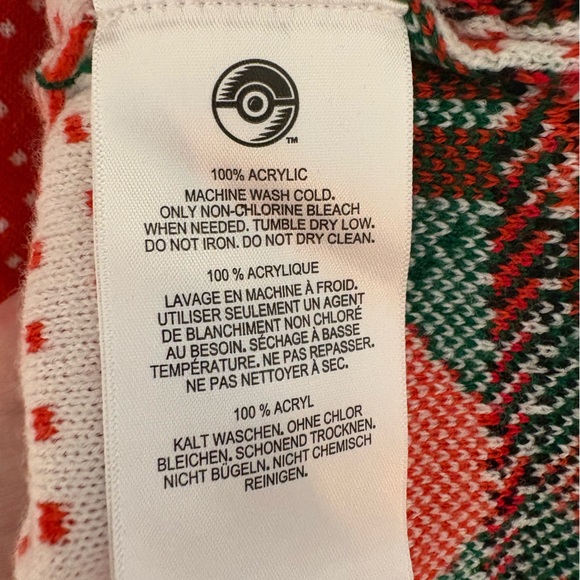 TM
100% ACRYLIC
MACHINE WASH COLD.
ONLY NON-CHLORINE BLEACH
WHEN NEEDED. TUMBLE DRY LOW.
DO NOT IRON. DO NOT DRY CLEAN.
100 % ACRYLIQUE
LAVAGE EN MACHINE À FROID.
UTILISER SEULEMENT UN AGENT
DE BLANCHIMENT NON CHLORÉ
AU BESOIN. SÉCHAGE À BASSE
TEMPÉRATURE. NE PAS REPASSER.
NE PAS NETTOYER À SEC.
100 % ACRYL
KALT WASCHEN. OHNE CHLOR
BLEICHEN. SCHONEND TROCKNEN.
NICHT BÜGELN. NICHT CHEMISCH
REINIGEN.